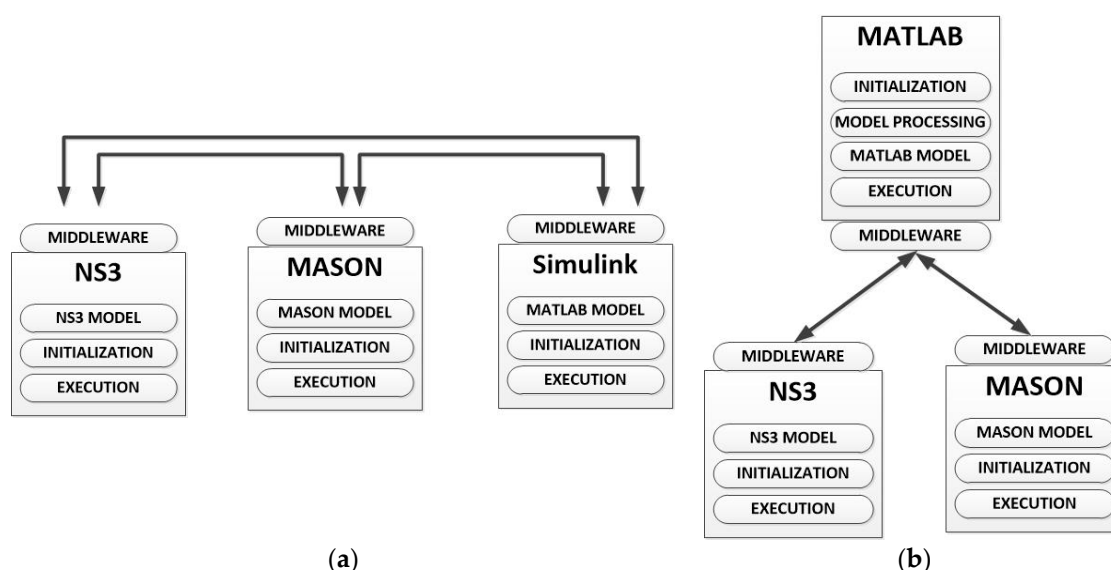 MIDDLEWARE
NS3
NS3 MODEL
INITIALIZATION
EXECUTION
MIDDLEWARE
MASON
MASON MODEL
INITIALIZATION
EXECUTION
MIDDLEWARE
Simulink
MATLAB MODEL
INITIALIZATION
EXECUTION
(a)
MATLAB
INITIALIZATION
MODEL PROCESSING
MATLAB MODEL
EXECUTION
MIDDLEWARE
MIDDLEWARE
NS3
NS3 MODEL
INITIALIZATION
EXECUTION
MIDDLEWARE
MASON
MASON MODEL
INITIALIZATION
EXECUTION
(b)